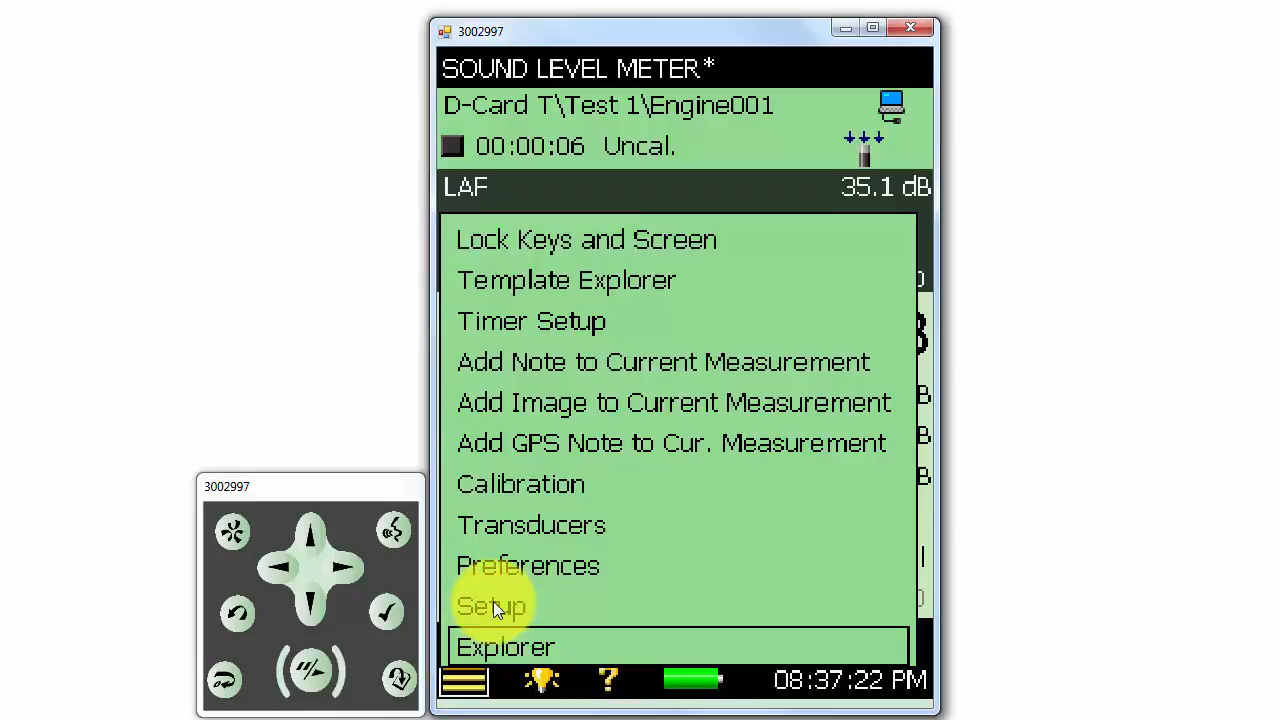 3002997
SOUND LEVEL METER*
D-Card T\Test 1\Engine001
00:00:06 Uncal.
LAF 35.1 dB
Lock Keys and Screen
Template Explorer
Timer Setup
Add Note to Current Measurement
Add Image to Current Measurement
Add GPS Note to Cur. Measurement
Calibration
Transducers
Preferences
Setup
Explorer
? 08:37:22 PM
3002997